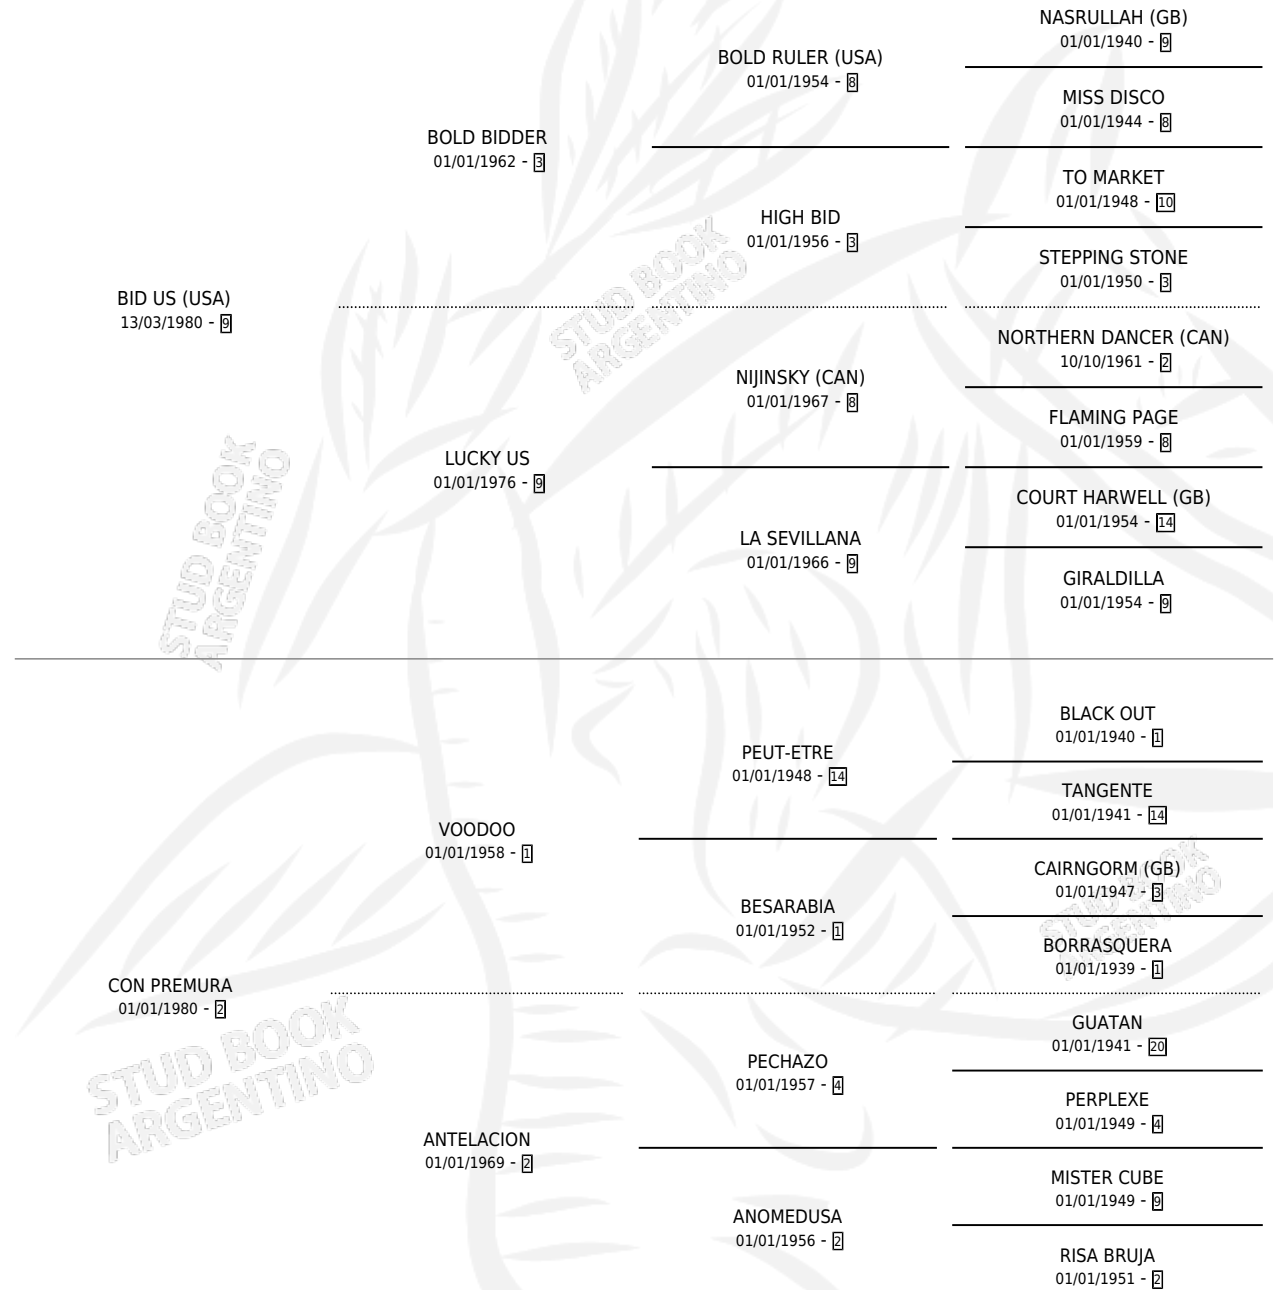 NASRULLAH (GB)
01/01/1940 - 9
BOLD RULER (USA)
01/01/1954 - 8
MISS DISCO
01/01/1944 - 8
BOLD BIDDER
01/01/1962 - 3
TO MARKET
01/01/1948 - 10
HIGH BID
01/01/1956 - 3
STEPPING STONE
01/01/1950 - 3
BID US (USA)
13/03/1980 - 9
NORTHERN DANCER (CAN)
10/10/1961 - 2
NIJINSKY (CAN)
01/01/1967 - 8
FLAMING PAGE
01/01/1959 - 8
LUCKY US
01/01/1976 - 9
COURT HARWELL (GB)
01/01/1954 - 14
LA SEVILLANA
01/01/1966 - 9
GIRALDILLA
01/01/1954 - 9
BLACK OUT
01/01/1940 - 1
PEUT-ETRE
01/01/1948 - 14
TANGENTE
01/01/1941 - 14
VOODOO
01/01/1958 - 1
CAIRNGORM (GB)
01/01/1947 - 3
BESARABIA
01/01/1952 - 1
BORRASQUERA
01/01/1939 - 1
CON PREMURA
01/01/1980 - 2
GUATAN
01/01/1941 - 20
PECHAZO
01/01/1957 - 4
PERPLEXE
01/01/1949 - 4
ANTELACION
01/01/1969 - 2
MISTER CUBE
01/01/1949 - 9
ANOMEDUSA
01/01/1956 - 2
RISA BRUJA
01/01/1951 - 2
STUD BOOK
ARGENTINO
STUD BOOK
ARGENTINO
STUD BOOK
ARGENTINO
STUD BOOK
ARGENTINO